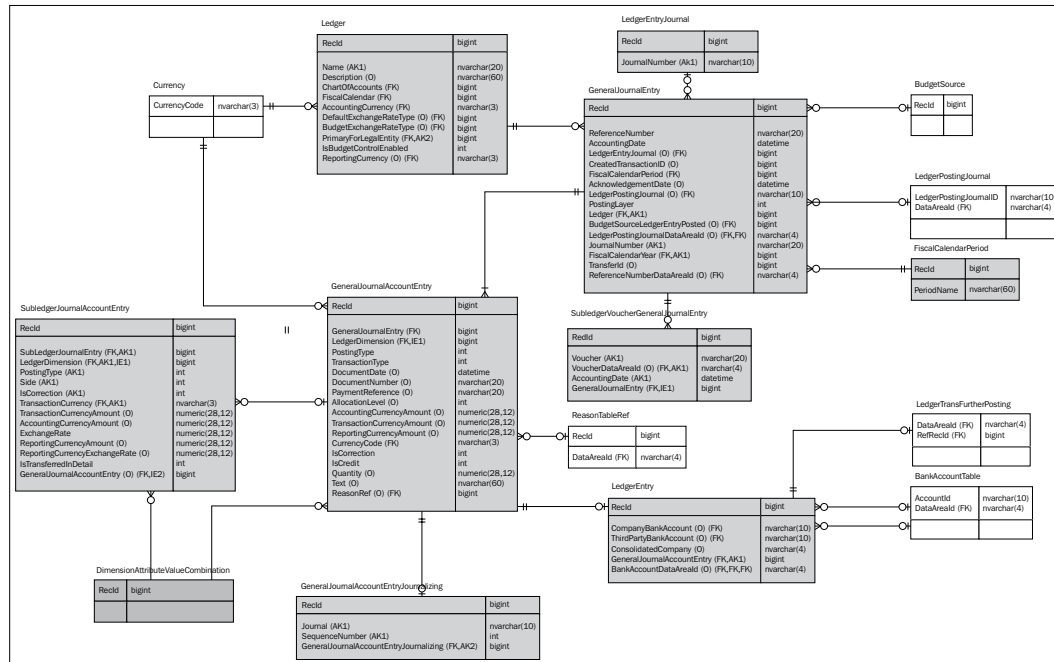 Ledger
RecId bigint
Name (AK1) nvarchar(20)
Description (O) nvarchar(60)
ChartOfAccounts (FK) bigint
FiscalCalendar (FK) bigint
AccountingCurrency (FK) nvarchar(3)
DefaultExchangeRateType (O) (FK) bigint
BudgetExchangeRateType (O) (FK) bigint
PrimaryForLegalEntity (FK,AK2) bigint
IsBudgetControlEnabled int
ReportingCurrency (O) (FK) nvarchar(3)
LedgerEntryJournal
RecId bigint
JournalNumber (Ak1) nvarchar(10)
Currency
CurrencyCode nvarchar(3)
GeneralJournalEntry
RecId bigint
ReferenceNumber nvarchar(20)
AccountingDate datetime
LedgerEntryJournal (O) (FK) bigint
CreatedTransactionID (O) bigint
FiscalCalendarPeriod (FK) bigint
AcknowledgementDate (O) datetime
LedgerPostingJournal (O) (FK) nvarchar(10)
PostingLayer int
Ledger (FK,AK1) bigint
BudgetSourceLedgerEntryPosted (O) (FK) bigint
LedgerPostingJournalDataAreaId (O) (FK,FK) nvarchar(4)
JournalNumber (AK1) nvarchar(20)
FiscalCalendarYear (FK,AK1) bigint
TransferId (O) bigint
ReferenceNumberDataAreaId (O) (FK) nvarchar(4)
BudgetSource
RecId bigint
LedgerPostingJournal
LedgerPostingJournalID nvarchar(10)
DataAreaId (FK) nvarchar(4)
FiscalCalendarPeriod
RecId bigint
PeriodName nvarchar(60)
SubledgerJournalAccountEntry
RecId bigint
SubLedgerJournalEntry (FK,AK1) bigint
LedgerDimension (FK,AK1,IE1) bigint
PostingType (AK1) int
Side (AK1) int
IsCorrection (AK1) int
TransactionCurrency (FK,AK1) nvarchar(3)
TransactionCurrencyAmount (O) numeric(28,12)
AccountingCurrencyAmount (O) numeric(28,12)
ExchangeRate numeric(28,12)
ReportingCurrencyAmount (O) numeric(28,12)
ReportingCurrencyExchangeRate (O) numeric(28,12)
IsTransferredInDetail int
GeneralJournalAccountEntry (O) (FK,IE2) bigint
GeneralJournalAccountEntry
RecId bigint
GeneralJournalEntry (FK) bigint
LedgerDimension (FK,IE1) bigint
PostingType int
TransactionType int
DocumentDate (O) datetime
DocumentNumber (O) nvarchar(20)
PaymentReference (O) nvarchar(20)
AllocationLevel (O) int
AccountingCurrencyAmount (O) numeric(28,12)
TransactionCurrencyAmount (O) numeric(28,12)
ReportingCurrencyAmount (O) numeric(28,12)
CurrencyCode (FK) nvarchar(3)
IsCorrection int
IsCredit int
Quantity (O) numeric(28,12)
Text (O) nvarchar(60)
ReasonRef (O) (FK) bigint
SubledgerVoucherGeneralJournalEntry
RedId bigint
Voucher (AK1) nvarchar(20)
VoucherDataAreaId (O) (FK,AK1) nvarchar(4)
AccountingDate (AK1) datetime
GeneralJournalEntry (FK,IE1) bigint
ReasonTableRef
RecId bigint
DataAreaId (FK) nvarchar(4)
LedgerTransFurtherPosting
DataAreaId (FK) nvarchar(4)
RefRecId (FK) bigint
BankAccountTable
AccountId nvarchar(10)
DataAreaId (FK) nvarchar(4)
LedgerEntry
RecId bigint
CompanyBankAccount (O) (FK) nvarchar(10)
ThirdPartyBankAccount (O) (FK) nvarchar(10)
ConsolidatedCompany (O) nvarchar(4)
GeneralJournalAccountEntry (FK,AK1) bigint
BankAccountDataAreaId (O) (FK,FK,FK) nvarchar(4)
DimensionAttributeValueCombination
RecId bigint
GeneralJournalAccountEntryJournalizing
RecId bigint
Journal (AK1) nvarchar(10)
SequenceNumber (AK1) int
GeneralJournalAccountEntryJournalizing (FK,AK2) bigint